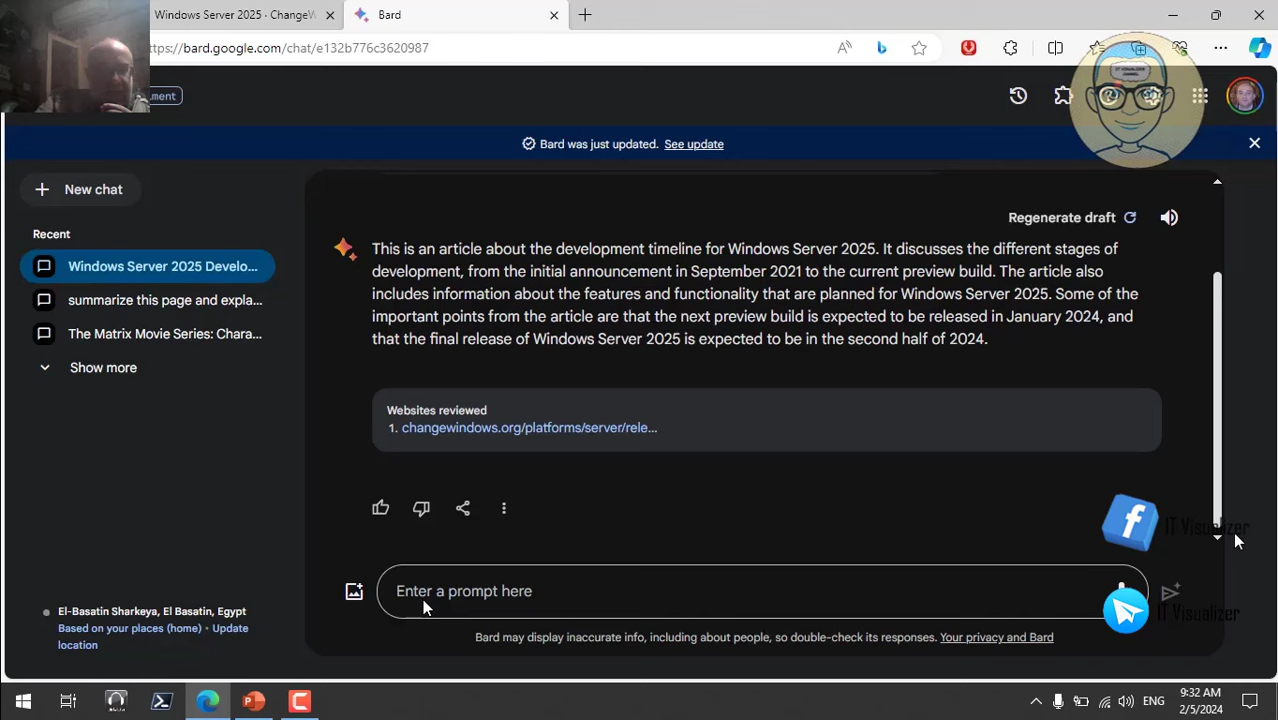 Windows Server 2025 - ChangeW
Bard
ttps://bard.google.com/chat/e132b776c3620987
IT VISUALIZER
CHANNEL
Bard was just updated. See update
New chat
Recent
Windows Server 2025 Develo...
summarize this page and expla...
The Matrix Movie Series: Chara...
Show more
El-Basatin Sharkeya, El Basatin, Egypt
Based on your places (home) • Update
location
Regenerate draft
This is an article about the development timeline for Windows Server 2025. It discusses the different stages of
development, from the initial announcement in September 2021 to the current preview build. The article also
includes information about the features and functionality that are planned for Windows Server 2025. Some of the
important points from the article are that the next preview build is expected to be released in January 2024, and
that the final release of Windows Server 2025 is expected to be in the second half of 2024.
Websites reviewed
1. changewindows.org/platforms/server/rele...
IT Visualizer
Enter a prompt here
IT Visualizer
Bard may display inaccurate info, including about people, so double-check its responses. Your privacy and Bard
ENG
9:32 AM
2/5/2024